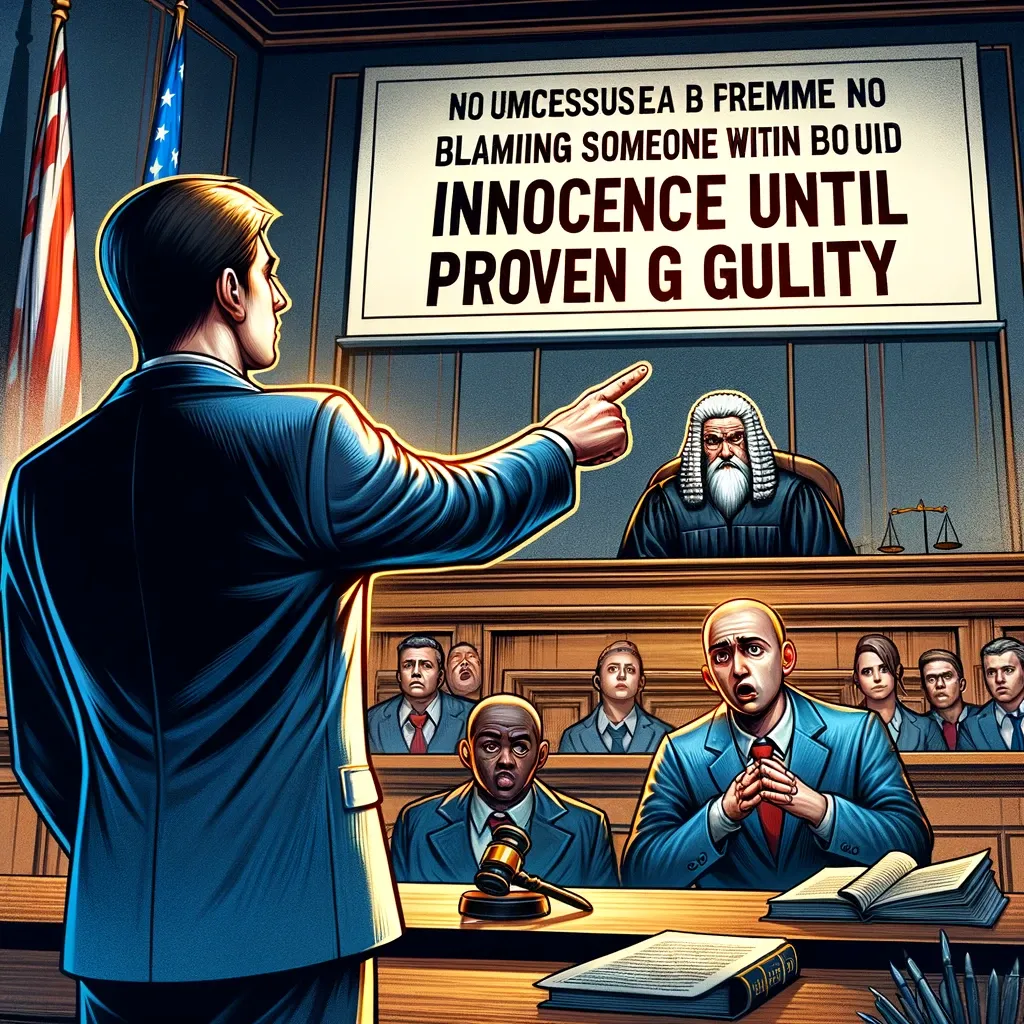 NO UMCESSUSEA B FREMME NO
BLAMIING SOMEONE WITIN BO UID
INNOCENCE UNTIL
PROVEN G GULITY